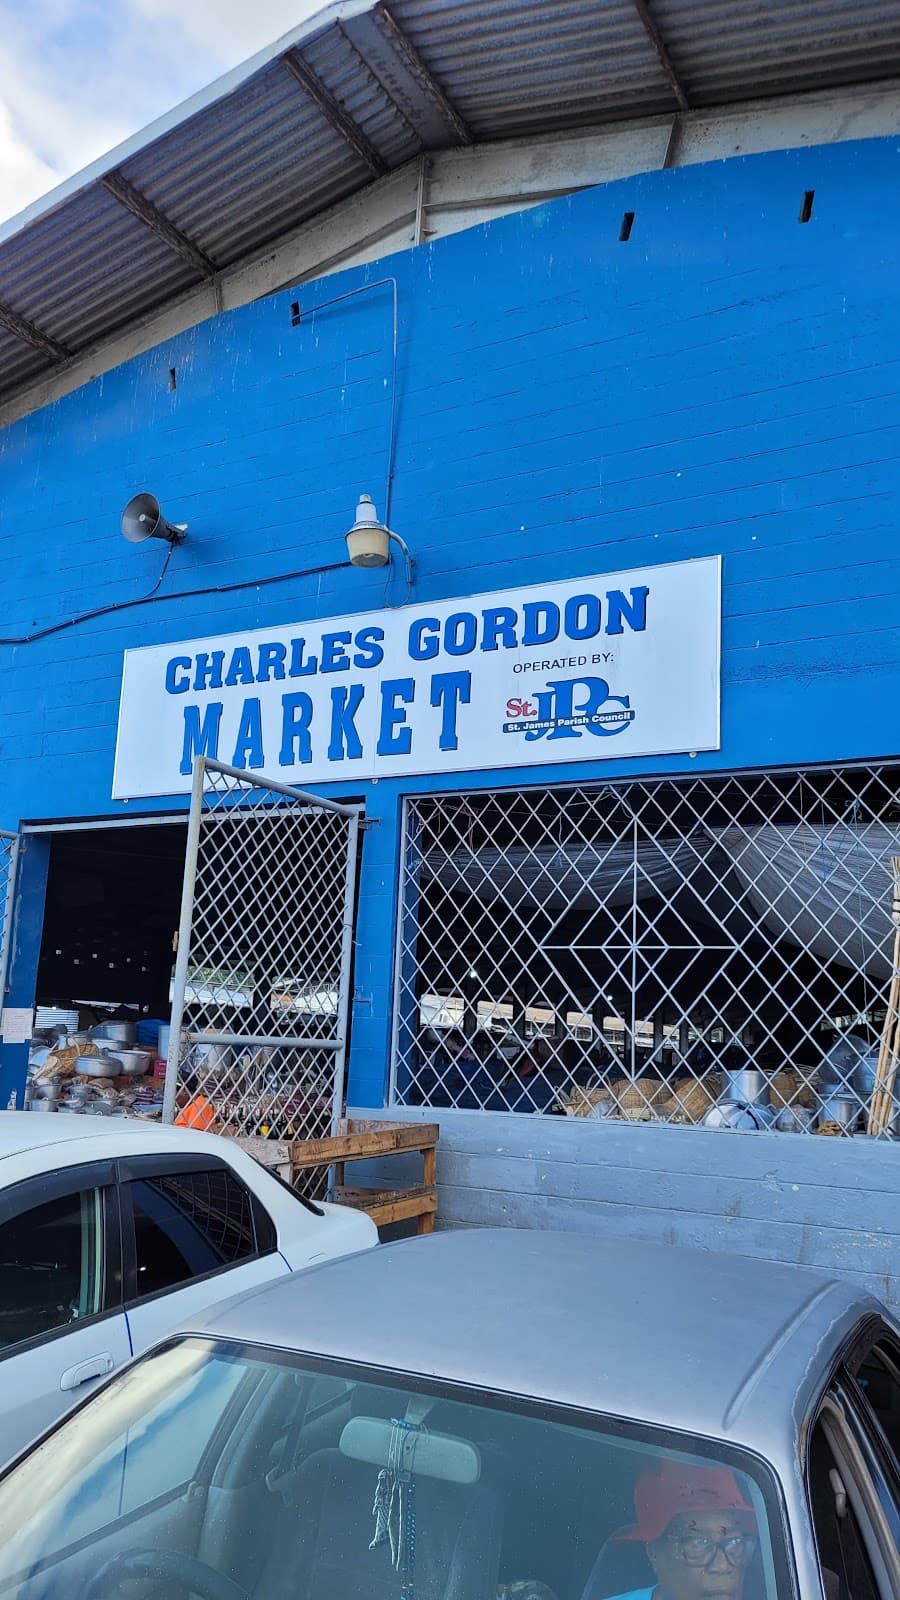 CHARLES GORDON
MARKET
OPERATED BY:
St. JPC
St. James Parish Council